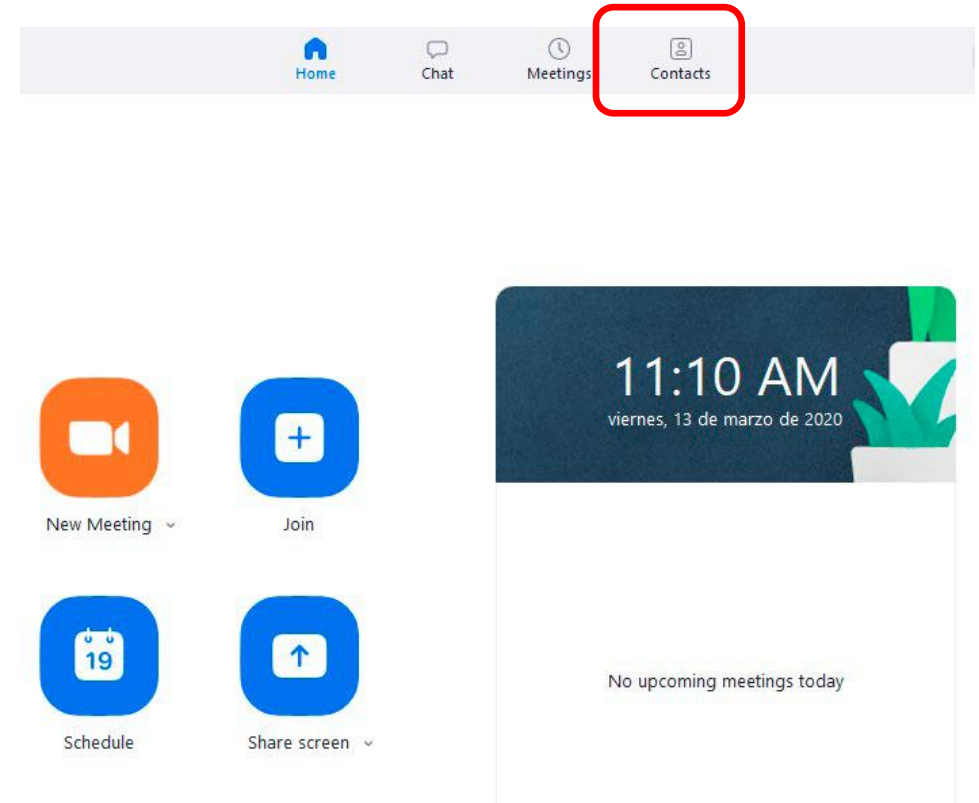 Home
Chat
Meetings
Contacts
11:10 AM
viernes, 13 de marzo de 2020
New Meeting
Join
19
Schedule
Share screen
No upcoming meetings today